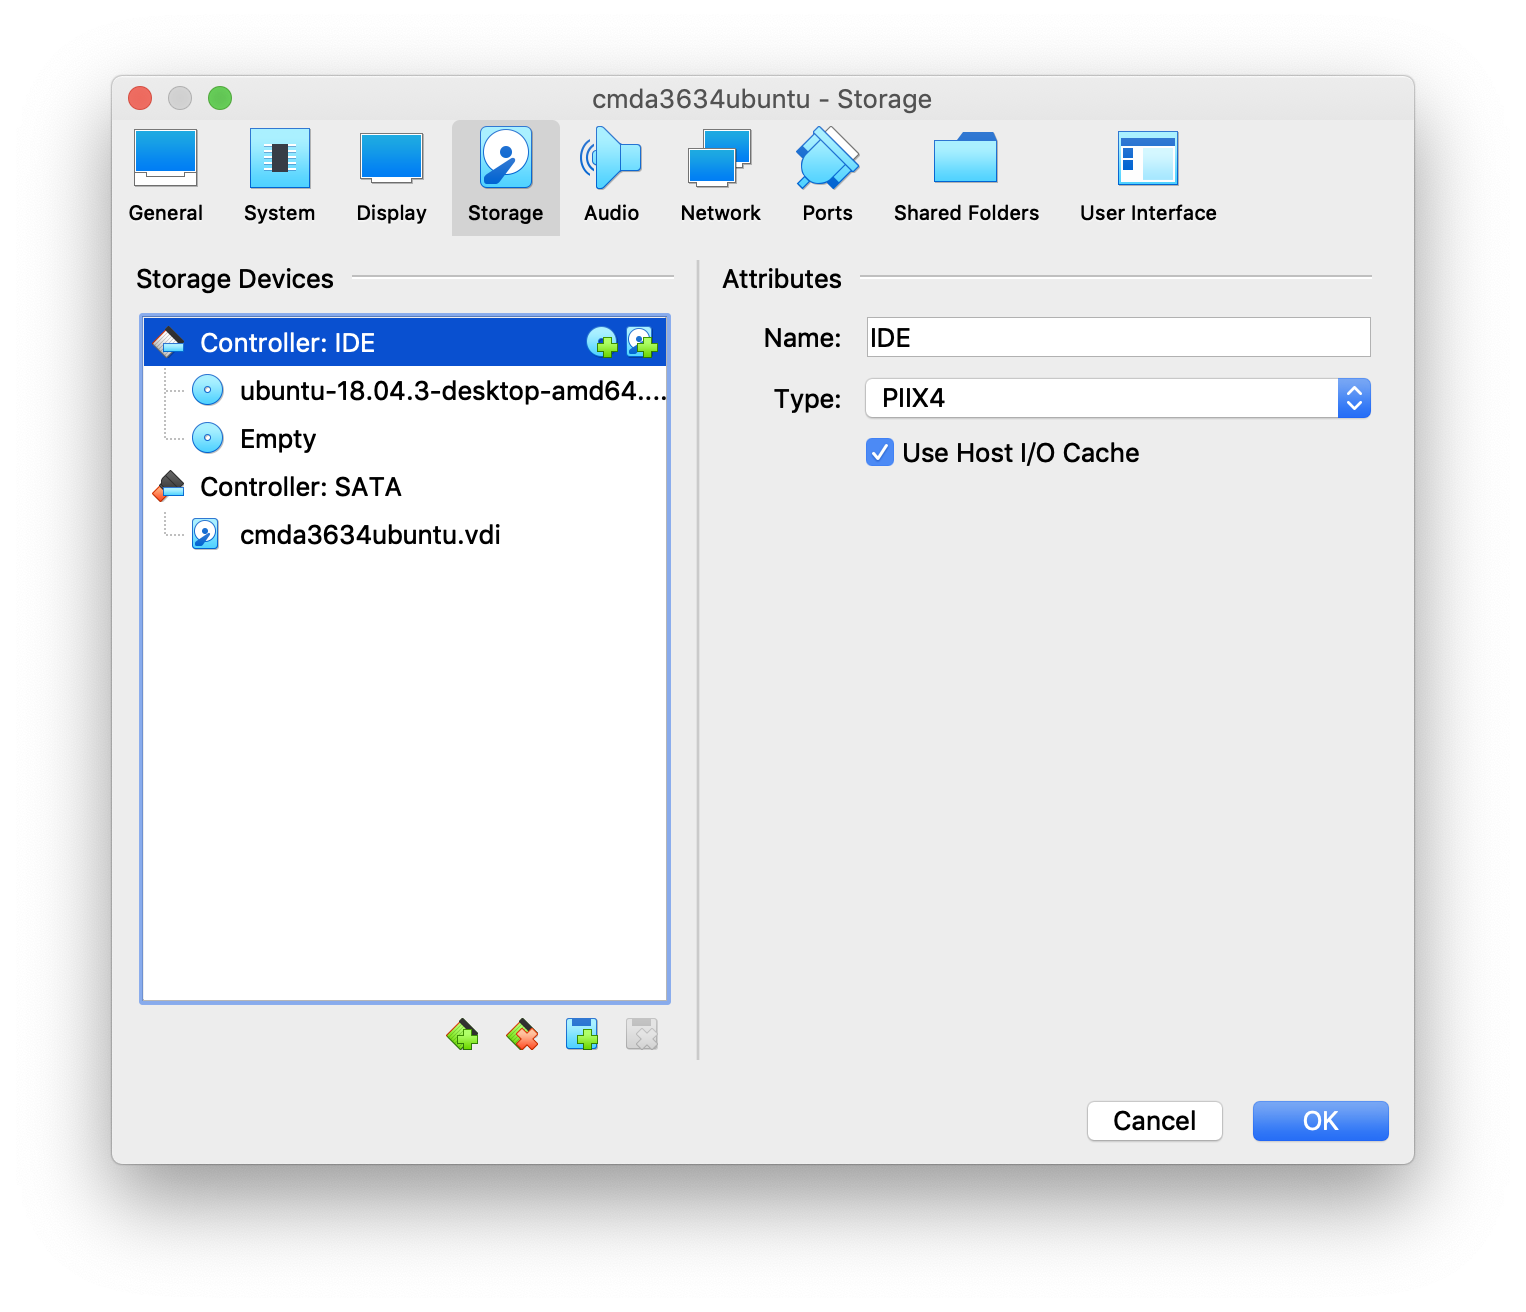 cmda3634ubuntu - Storage
General System Display Storage Audio Network Ports Shared Folders User Interface
Storage Devices
Controller: IDE
ubuntu-18.04.3-desktop-amd64....
Empty
Controller: SATA
cmda3634ubuntu.vdi
Attributes
Name: IDE
Type: PIIX4
Use Host I/O Cache
Cancel OK